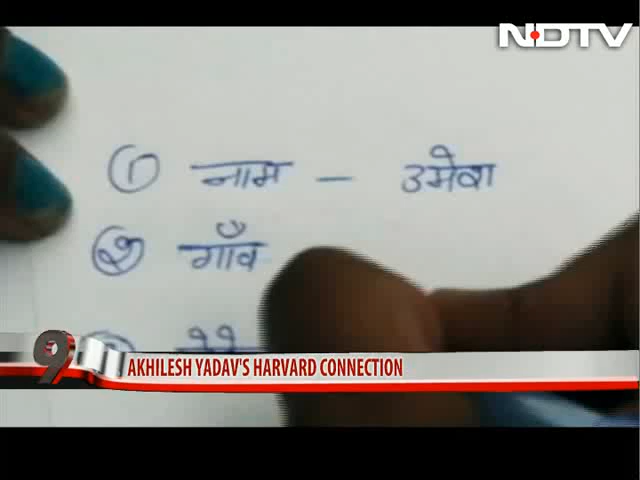 NDTV
① नाम — उमेवा
② गाँव
9
AKHILESH YADAV'S HARVARD CONNECTION